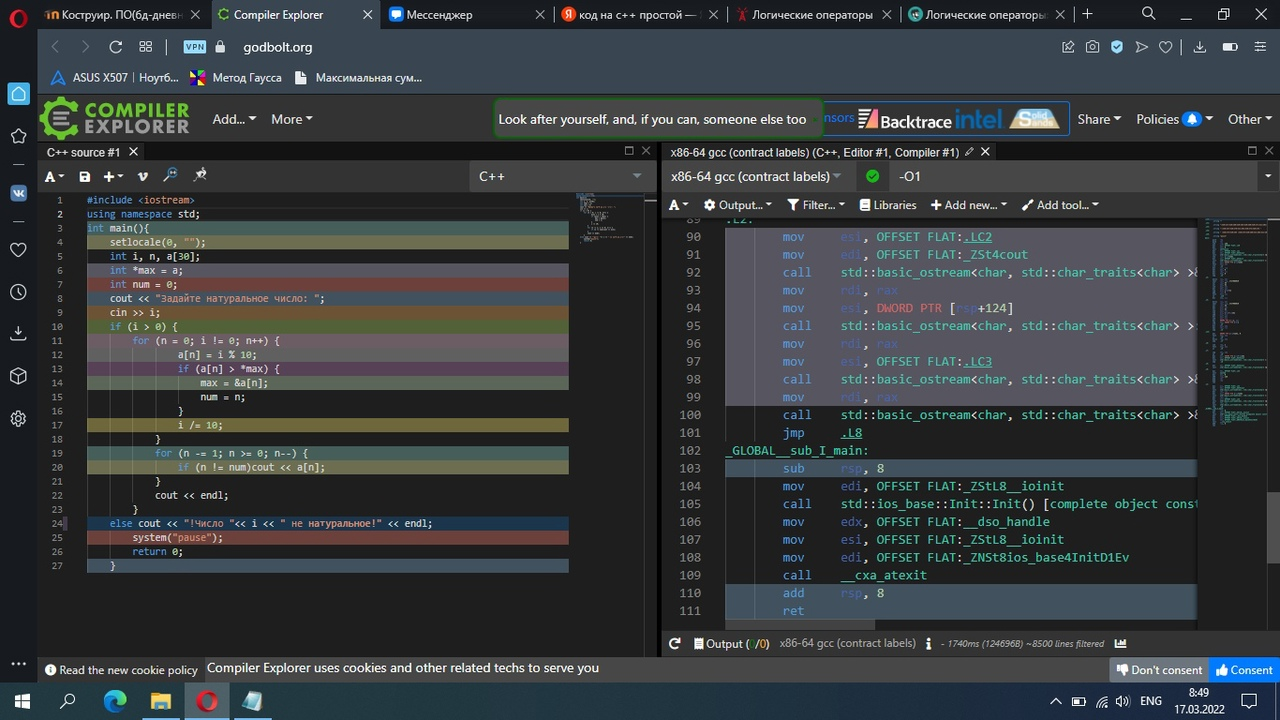 Коструир. ПО(бд-дневн
Compiler Explorer
Мессенджер
код на c++ простой —
Логические операторы
Логические операторы
VPN
godbolt.org
ASUS X507 | Ноутб...
Метод Гаусса
Максимальная сум...
COMPILER
EXPLORER
Add...
More
Look after yourself, and, if you can, someone else too
nsors
Backtrace
intel
Solid
Sands
Share
Policies
Other
C++ source #1
x86-64 gcc (contract labels) (C++, Editor #1, Compiler #1)
A
C++
x86-64 gcc (contract labels)
-O1
A
Output...
Filter...
Libraries
Add new...
Add tool...
1 #include <iostream>
2 using namespace std;
3 int main(){
4 setlocale(0, "");
5 int i, n, a[30];
6 int *max = a;
7 int num = 0;
8 cout << "Задайте натуральное число: ";
9 cin >> i;
10 if (i > 0) {
11 for (n = 0; i != 0; n++) {
12 a[n] = i % 10;
13 if (a[n] > *max) {
14 max = &a[n];
15 num = n;
16 }
17 i /= 10;
18 }
19 for (n -= 1; n >= 0; n--) {
20 if (n != num)cout << a[n];
21 }
22 cout << endl;
23 }
24 else cout << "!Число "<< i << " не натуральное!" << endl;
25 system("pause");
26 return 0;
27 }
89 .L2:
90 mov esi, OFFSET FLAT:.LC2
91 mov edi, OFFSET FLAT:_ZSt4cout
92 call std::basic_ostream<char, std::char_traits<char> >&
93 mov rdi, rax
94 mov esi, DWORD PTR [rsp+124]
95 call std::basic_ostream<char, std::char_traits<char> >:
96 mov rdi, rax
97 mov esi, OFFSET FLAT:.LC3
98 call std::basic_ostream<char, std::char_traits<char> >&
99 mov rdi, rax
100 call std::basic_ostream<char, std::char_traits<char> >&
101 jmp .L8
102 _GLOBAL__sub_I_main:
103 sub rsp, 8
104 mov edi, OFFSET FLAT:_ZStL8__ioinit
105 call std::ios_base::Init::Init() [complete object const
106 mov edx, OFFSET FLAT:__dso_handle
107 mov esi, OFFSET FLAT:_ZStL8__ioinit
108 mov edi, OFFSET FLAT:_ZNSt8ios_base4InitD1Ev
109 call __cxa_atexit
110 add rsp, 8
111 ret
Output (0/0) x86-64 gcc (contract labels) - 1740ms (124696B) ~8500 lines filtered
Read the new cookie policy
Compiler Explorer uses cookies and other related techs to serve you
Don't consent
Consent
ENG
8:49
17.03.2022